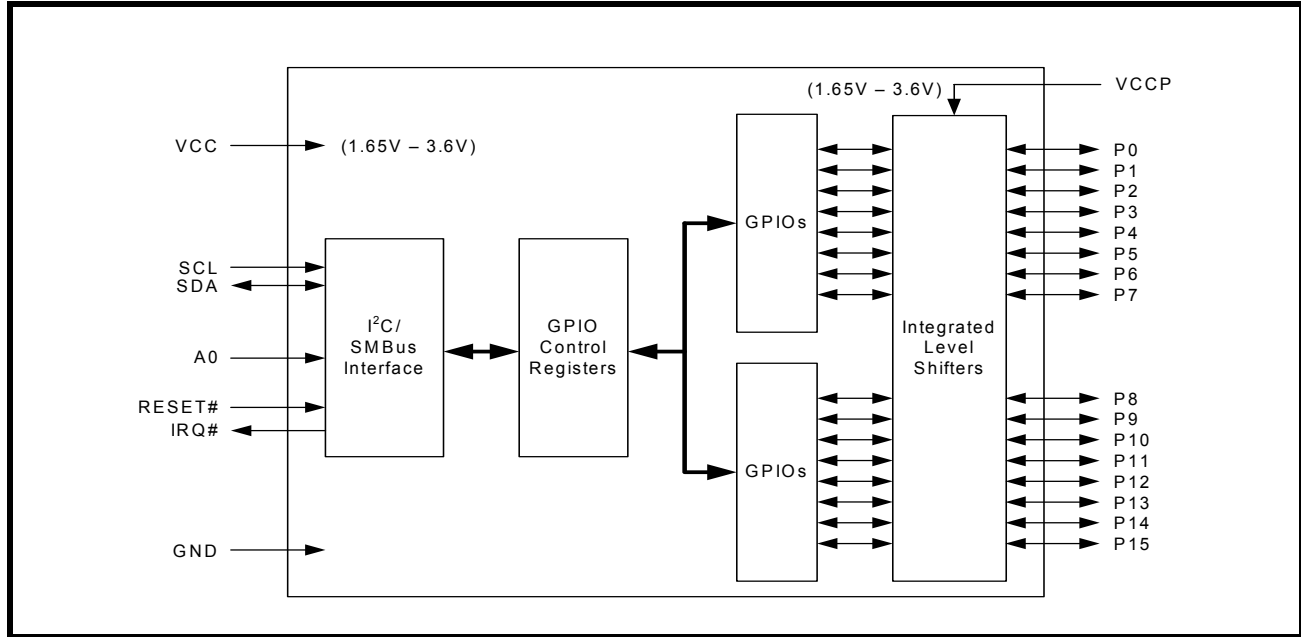 (1.65V – 3.6V)
VCCP
VCC
(1.65V – 3.6V)
SCL
SDA
A0
RESET#
IRQ#
GND
I²C/
SMBus
Interface
GPIO
Control
Registers
GPIOs
GPIOs
Integrated
Level
Shifters
P0
P1
P2
P3
P4
P5
P6
P7
P8
P9
P10
P11
P12
P13
P14
P15